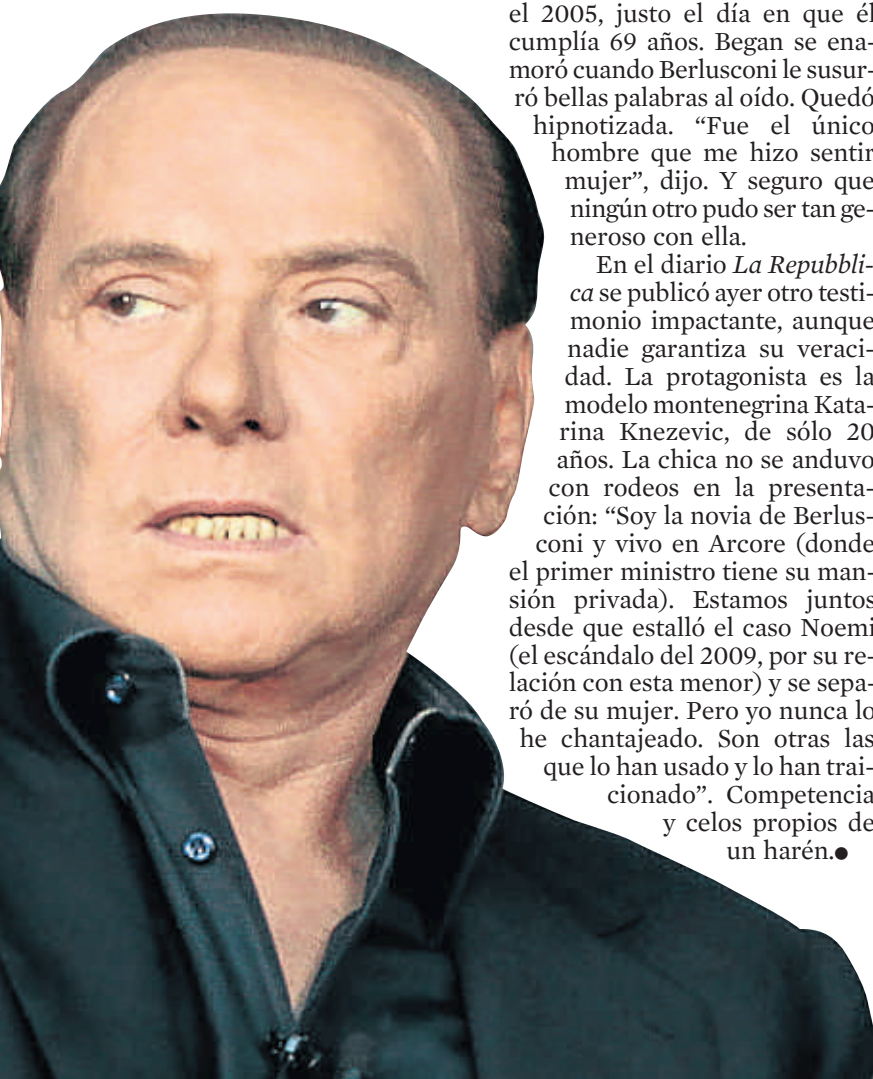 el 2005, justo el día en que él
cumplía 69 años. Began se ena-
moró cuando Berlusconi le susur-
ró bellas palabras al oído. Quedó
hipnotizada. “Fue el único
hombre que me hizo sentir
mujer”, dijo. Y seguro que
ningún otro pudo ser tan ge-
neroso con ella.
En el diario La Repubbli-
ca se publicó ayer otro testi-
monio impactante, aunque
nadie garantiza su veraci-
dad. La protagonista es la
modelo montenegrina Kata-
rina Knezevic, de sólo 20
años. La chica no se anduvo
con rodeos en la presenta-
ción: “Soy la novia de Berlus-
coni y vivo en Arcore (donde
el primer ministro tiene su man-
sión privada). Estamos juntos
desde que estalló el caso Noemi
(el escándalo del 2009, por su re-
lación con esta menor) y se sepa-
ró de su mujer. Pero yo nunca lo
he chantajeado. Son otras las
que lo han usado y lo han trai-
cionado”. Competencia
y celos propios de
un harén.●